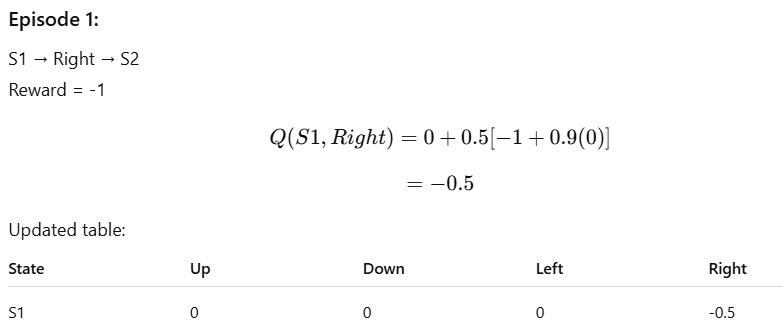 Episode 1:
S1 → Right → S2
Reward = -1
Q(S1, Right) = 0 + 0.5[−1 + 0.9(0)]
= −0.5
Updated table:
State Up Down Left Right
S1 0 0 0 -0.5